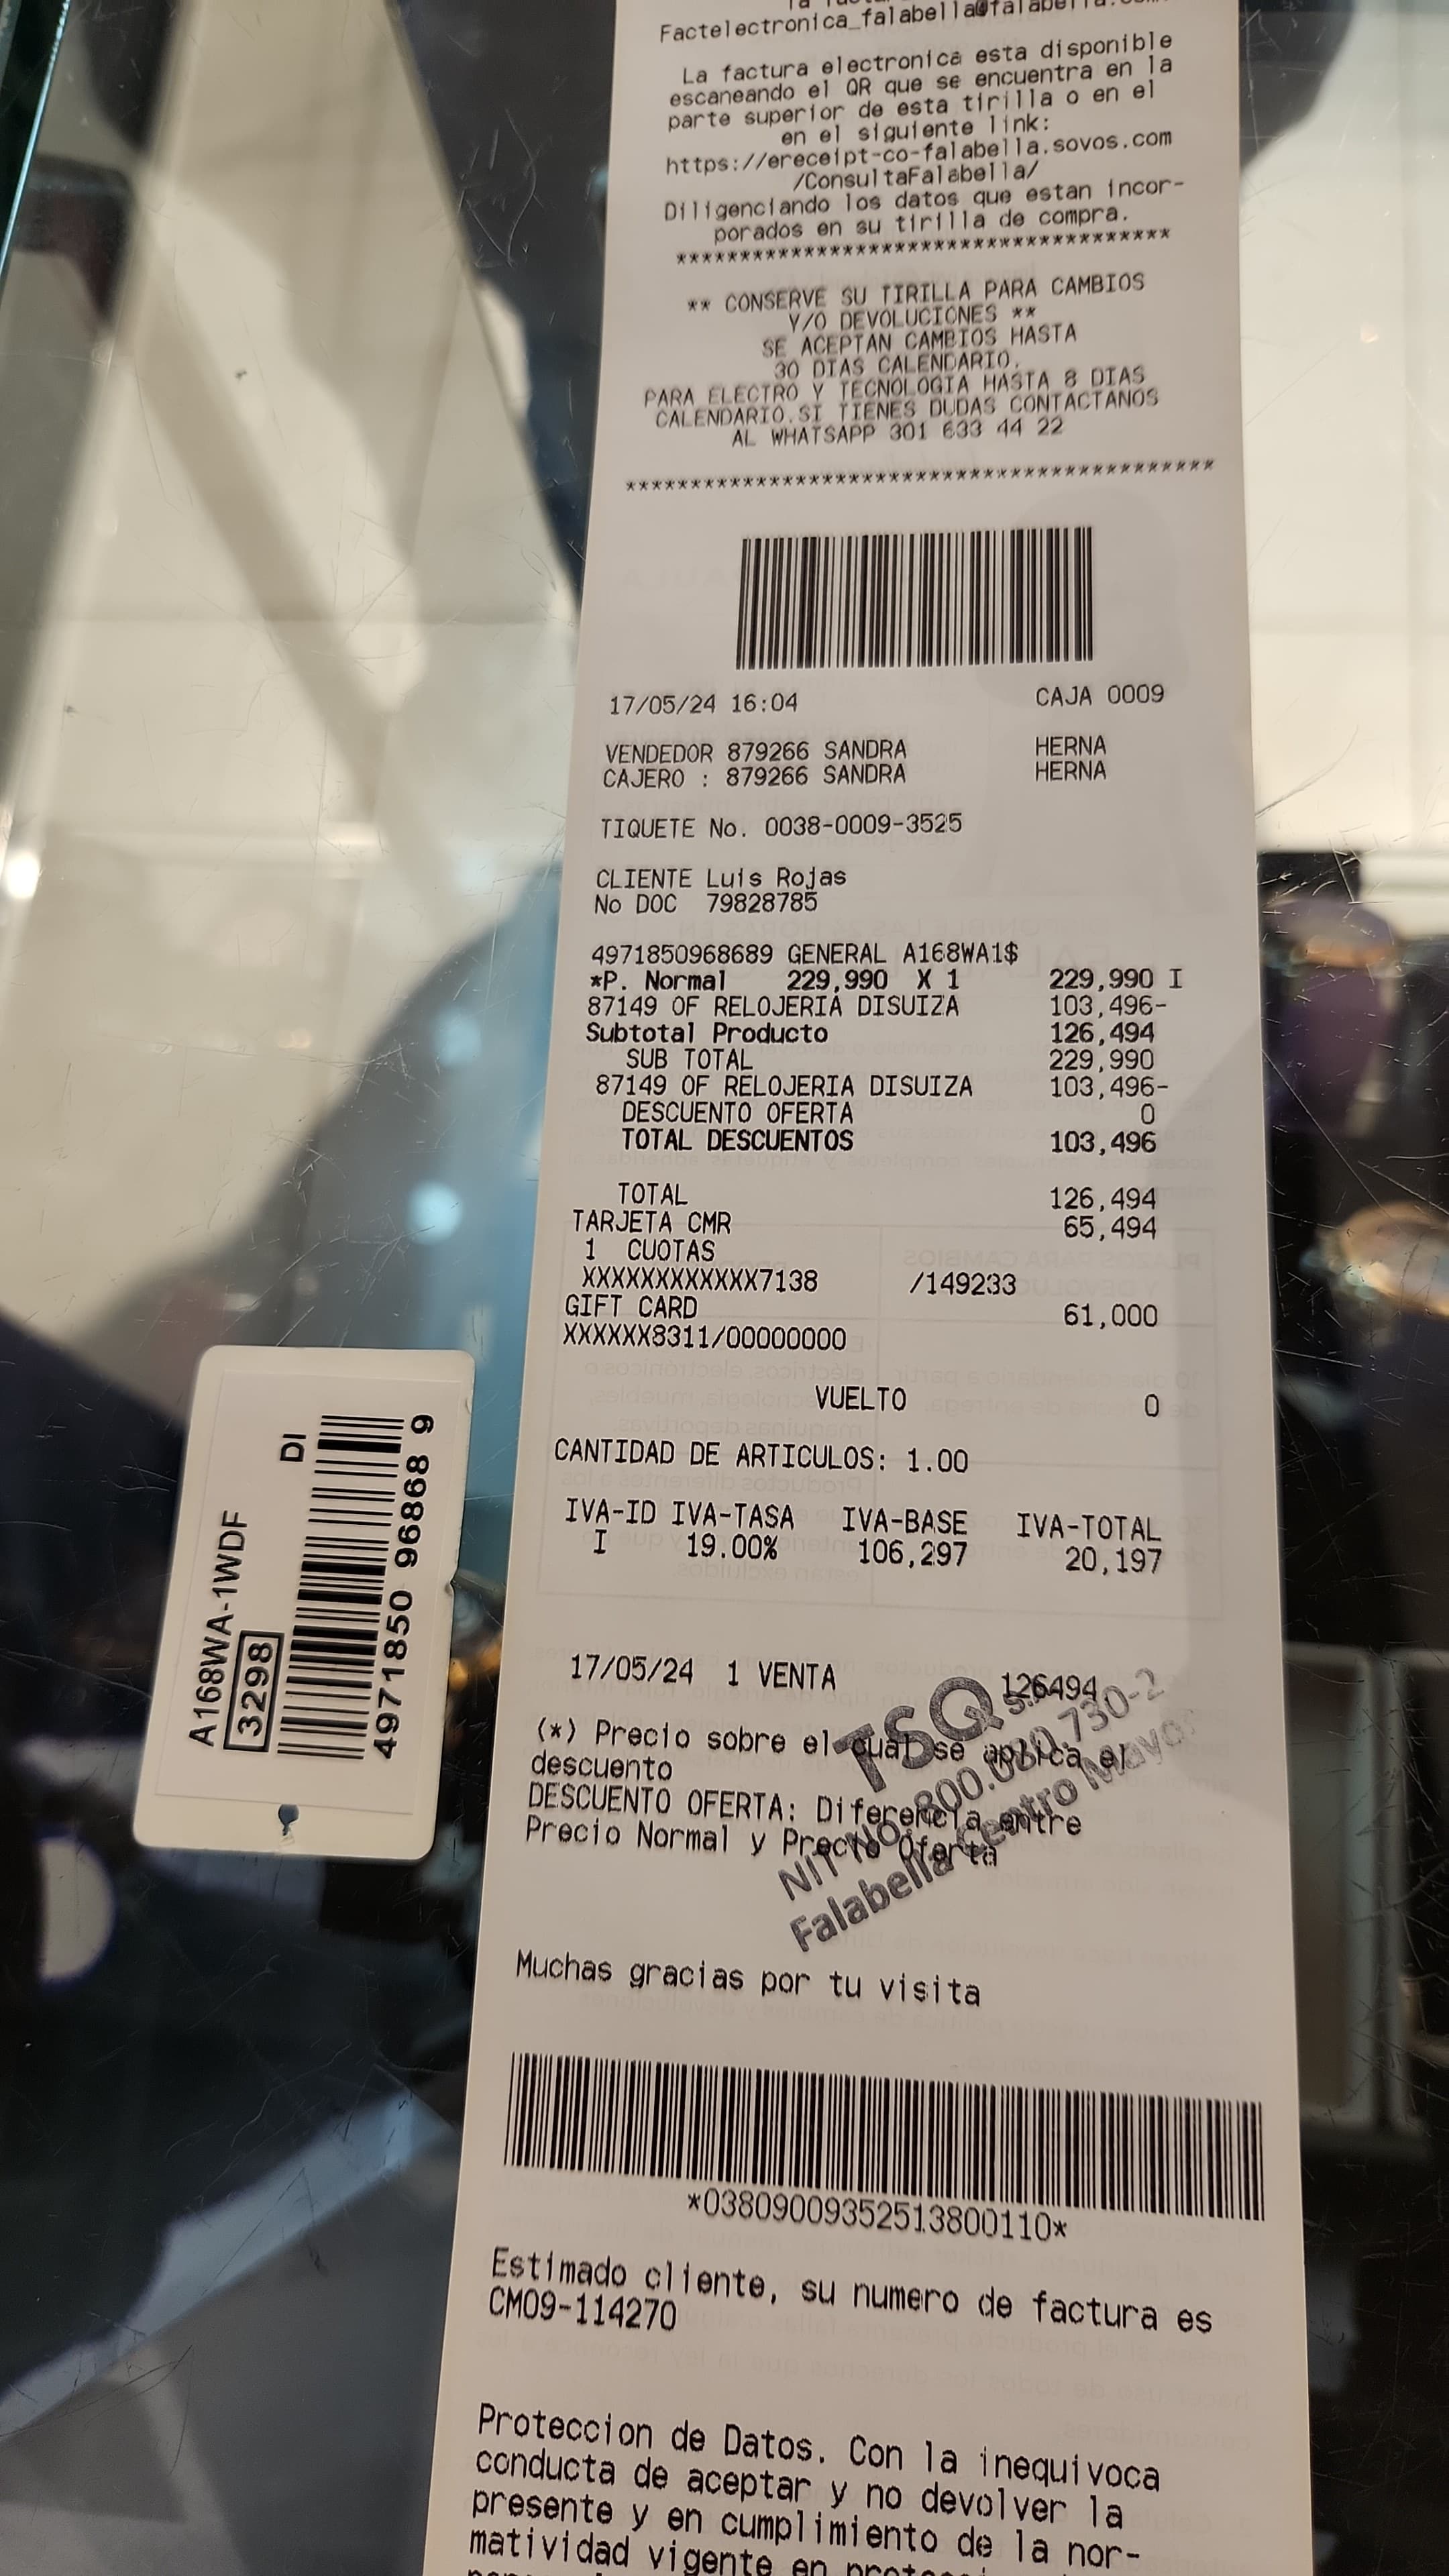 Factelectronica_falabella@falabella.com.
La factura electronica esta disponible
escaneando el QR que se encuentra en la
parte superior de esta tirilla o en el
en el siguiente link:
https://ereceipt-co-falabella.sovos.com
/ConsultaFalabella/
Diligenciando los datos que estan incor-
porados en su tirilla de compra.
***************************************
** CONSERVE SU TIRILLA PARA CAMBIOS
Y/O DEVOLUCIONES **
SE ACEPTAN CAMBIOS HASTA
30 DIAS CALENDARIO.
PARA ELECTRO Y TECNOLOGIA HASTA 8 DIAS
CALENDARIO.SI TIENES DUDAS CONTACTANOS
AL WHATSAPP 301 633 44 22
*********************************************
17/05/24 16:04 CAJA 0009
VENDEDOR 879266 SANDRA HERNA
CAJERO : 879266 SANDRA HERNA
TIQUETE No. 0038-0009-3525
CLIENTE Luis Rojas
No DOC 79828785
4971850968689 GENERAL A168WA1$
*P. Normal 229,990 X 1 229,990 I
87149 OF RELOJERIA DISUIZA 103,496-
Subtotal Producto 126,494
SUB TOTAL 229,990
87149 OF RELOJERIA DISUIZA 103,496-
DESCUENTO OFERTA 0
TOTAL DESCUENTOS 103,496
TOTAL 126,494
TARJETA CMR 65,494
1 CUOTAS
XXXXXXXXXXXX7138 /149233
GIFT CARD 61,000
XXXXXX8311/00000000
VUELTO 0
CANTIDAD DE ARTICULOS: 1.00
IVA-ID IVA-TASA IVA-BASE IVA-TOTAL
I 19.00% 106,297 20,197
17/05/24 1 VENTA 126494
(*) Precio sobre el cual se aplica el
descuento
DESCUENTO OFERTA: Diferencia entre
Precio Normal y Precio Oferta
TSQ
NIT No. 800.020.730-2
Falabella Centro Mayor
Muchas gracias por tu visita
*03809009352513800110*
Estimado cliente, su numero de factura es
CM09-114270
Proteccion de Datos. Con la inequivoca
conducta de aceptar y no devolver la
presente y en cumplimiento de la nor-
matividad vigente en
A168WA-1WDF
3298 DI
4971850 96868 9